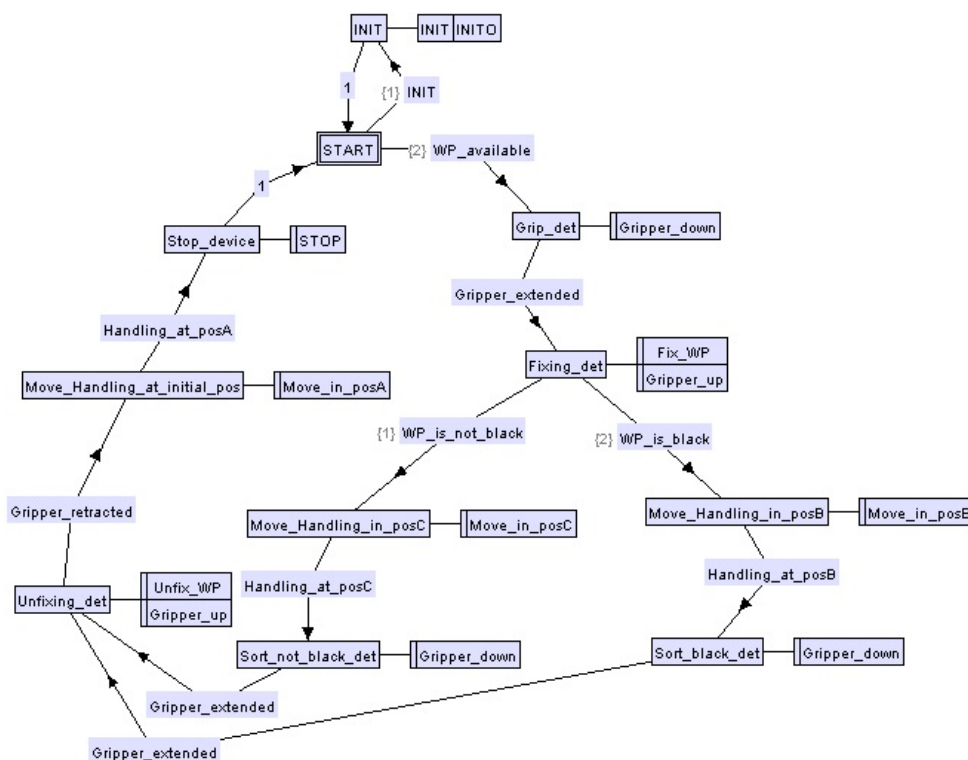 INIT INIT INITO
1 {1} INIT
START {2} WP_available
1
Grip_det Gripper_down
Stop_device STOP
Gripper_extended
Handling_at_posA
Fixing_det Fix_WP
Gripper_up
Move_Handling_at_initial_pos Move_in_posA
{1} WP_is_not_black {2} WP_is_black
Gripper_retracted
Move_Handling_in_posC Move_in_posC Move_Handling_in_posB Move_in_posB
Handling_at_posC Handling_at_posB
Unfixing_det Unfix_WP
Gripper_up
Sort_not_black_det Gripper_down Sort_black_det Gripper_down
Gripper_extended
Gripper_extended